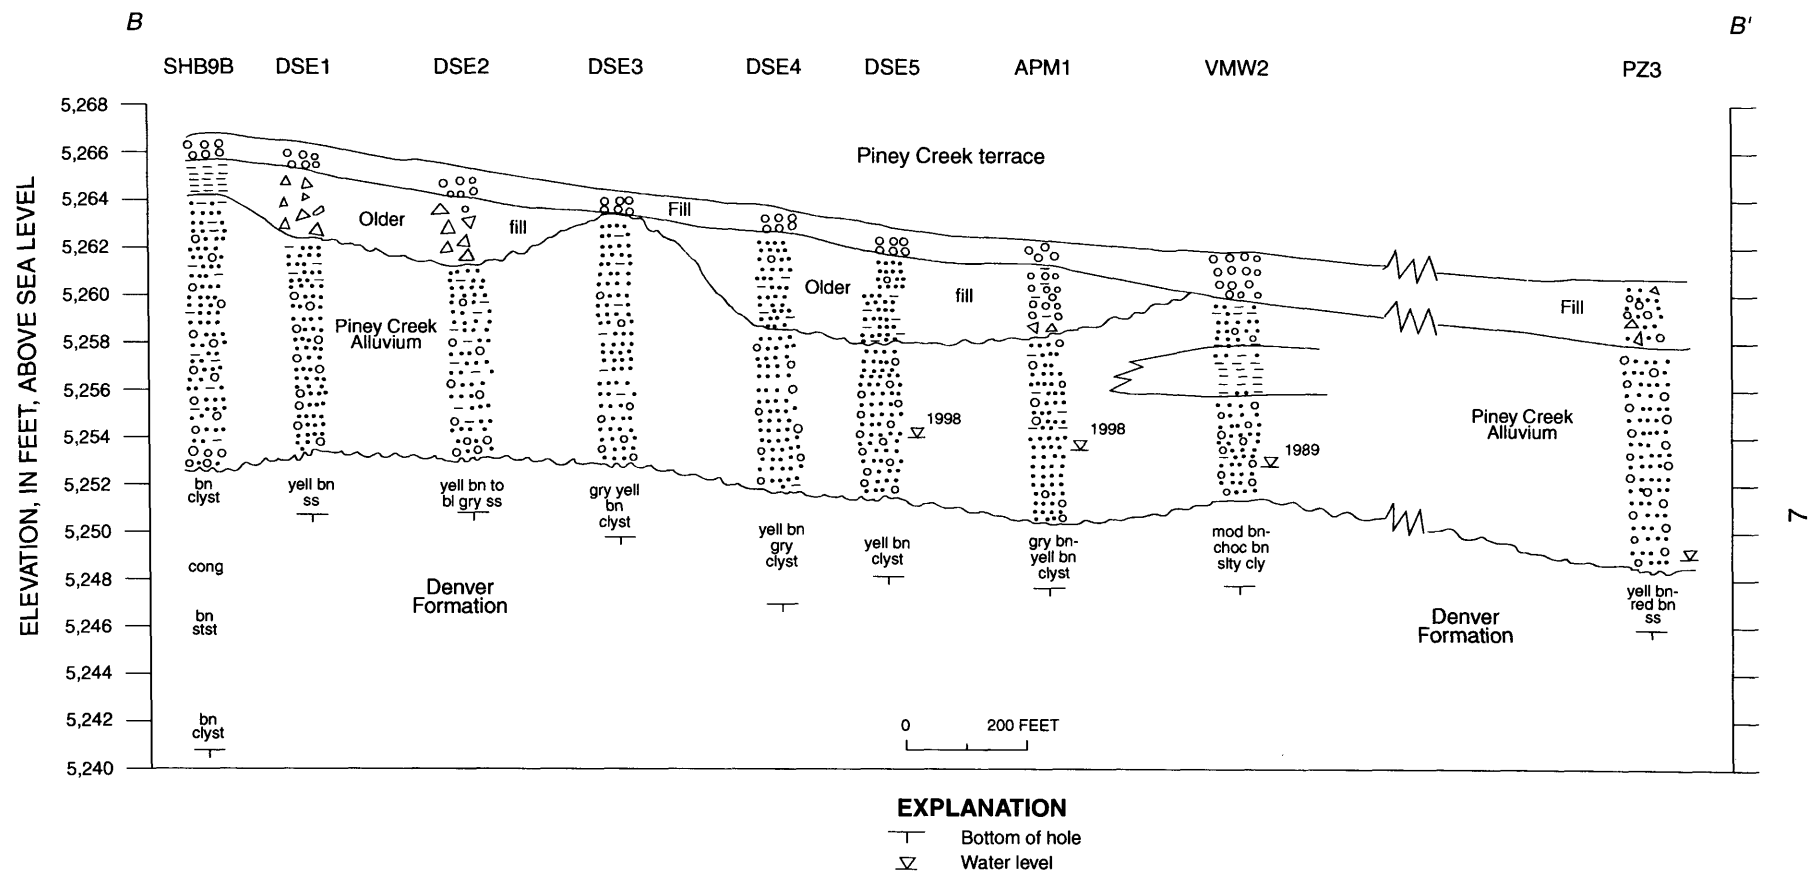 B
B'
SHB9B DSE1 DSE2 DSE3 DSE4 DSE5 APM1 VMW2 PZ3
ELEVATION, IN FEET, ABOVE SEA LEVEL
5,268
5,266
5,264
5,262
5,260
5,258
5,256
5,254
5,252
5,250
5,248
5,246
5,244
5,242
5,240
Piney Creek terrace
Older
fill
Fill
Older
fill
Fill
Piney Creek
Alluvium
Piney Creek
Alluvium
1998
1998
1989
bn
clyst
cong
bn
stst
bn
clyst
yell bn
ss
yell bn to
bl gry ss
gry yell
bn
clyst
yell bn
gry
clyst
yell bn
clyst
gry bn-
yell bn
clyst
mod bn-
choc bn
slty cly
yell bn-
red bn
ss
Denver
Formation
Denver
Formation
0 200 FEET
EXPLANATION
Bottom of hole
Water level
7